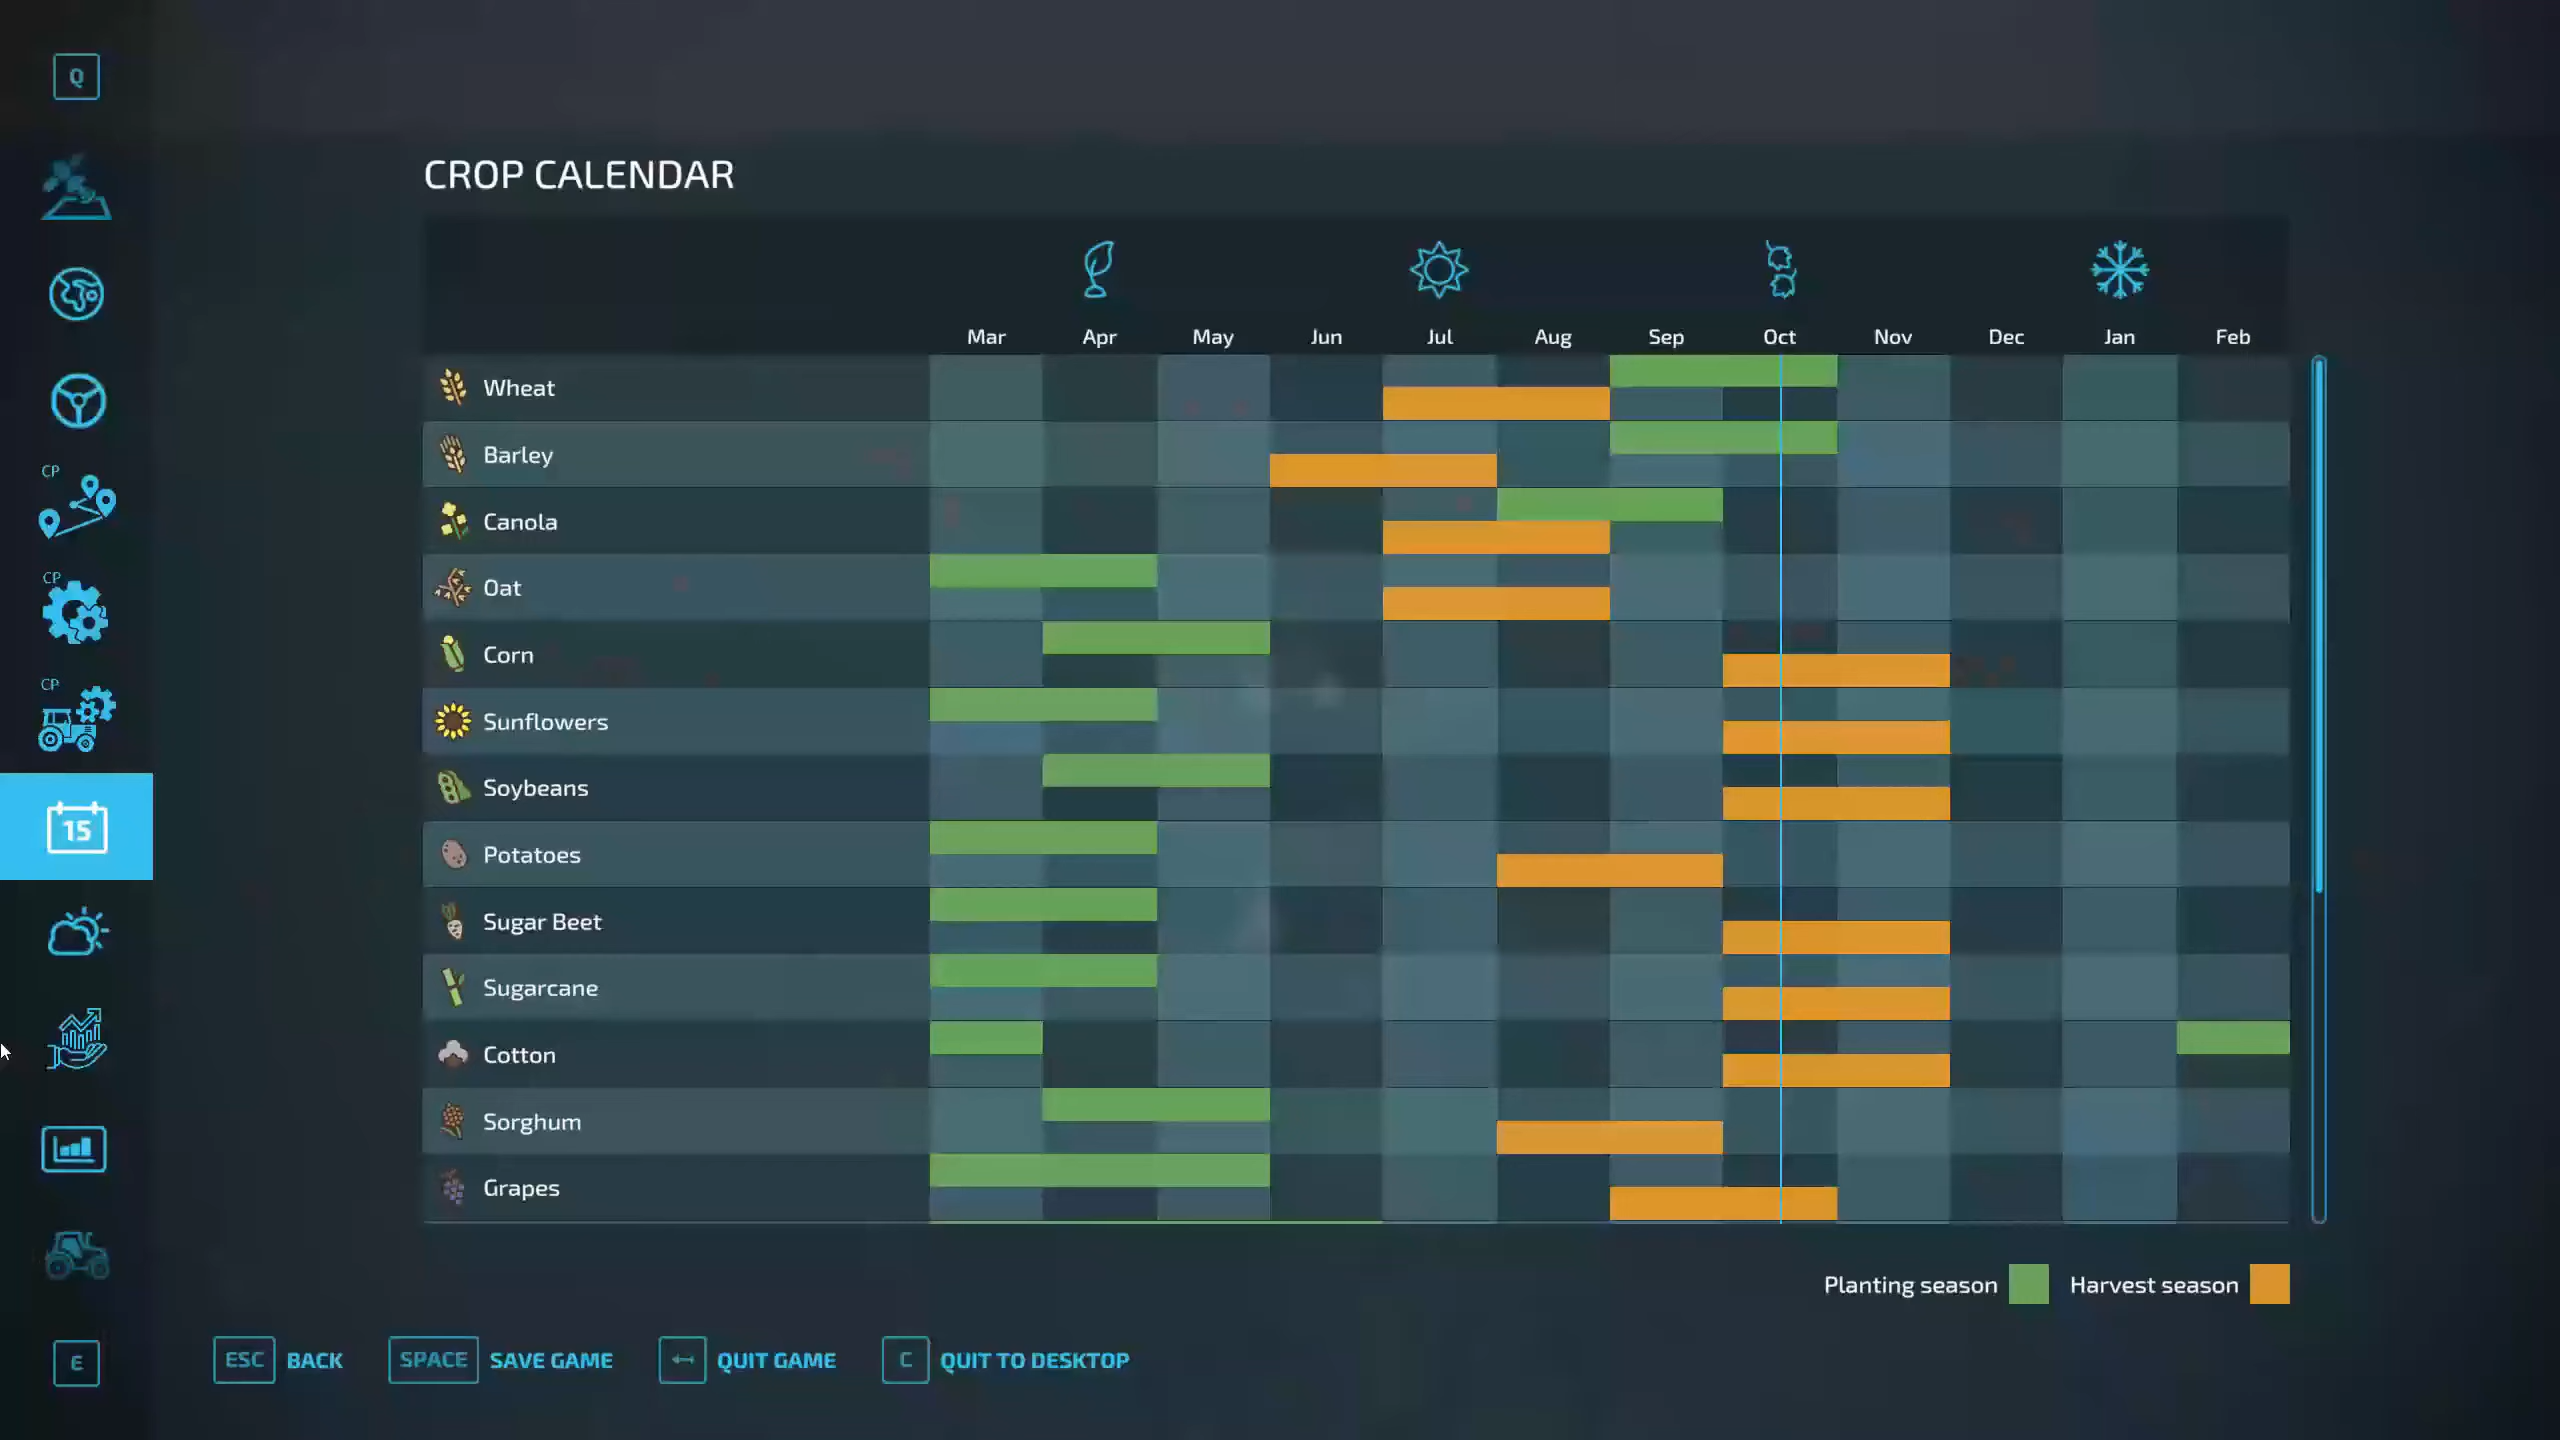 Q
CROP CALENDAR
Mar Apr May Jun Jul Aug Sep Oct Nov Dec Jan Feb
Wheat
Barley
CP
Canola
CP
Oat
Corn
CP
Sunflowers
Soybeans
15
Potatoes
Sugar Beet
Sugarcane
Cotton
Sorghum
Grapes
Planting season Harvest season
E
ESC BACK SPACE SAVE GAME QUIT GAME C QUIT TO DESKTOP